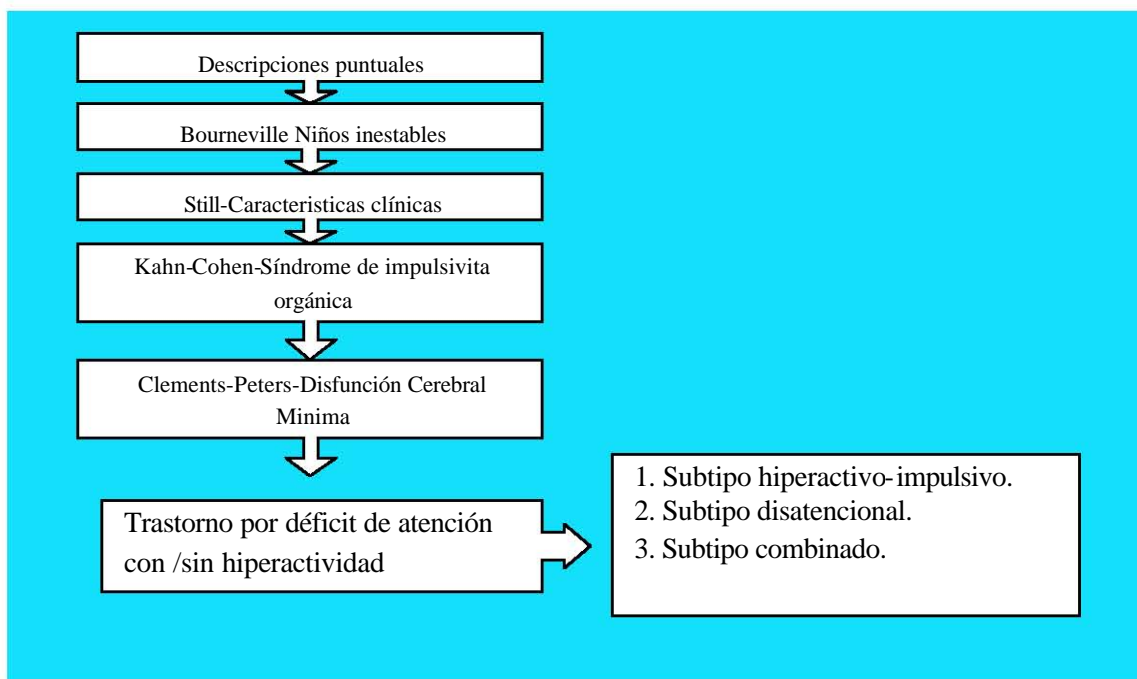 Descripciones puntuales
Bourneville Niños inestables
Still-Caracteristicas clínicas
Kahn-Cohen-Síndrome de impulsivita
orgánica
Clements-Peters-Disfunción Cerebral
Minima
Trastorno por déficit de atención
con /sin hiperactividad
1. Subtipo hiperactivo-impulsivo.
2. Subtipo disatencional.
3. Subtipo combinado.